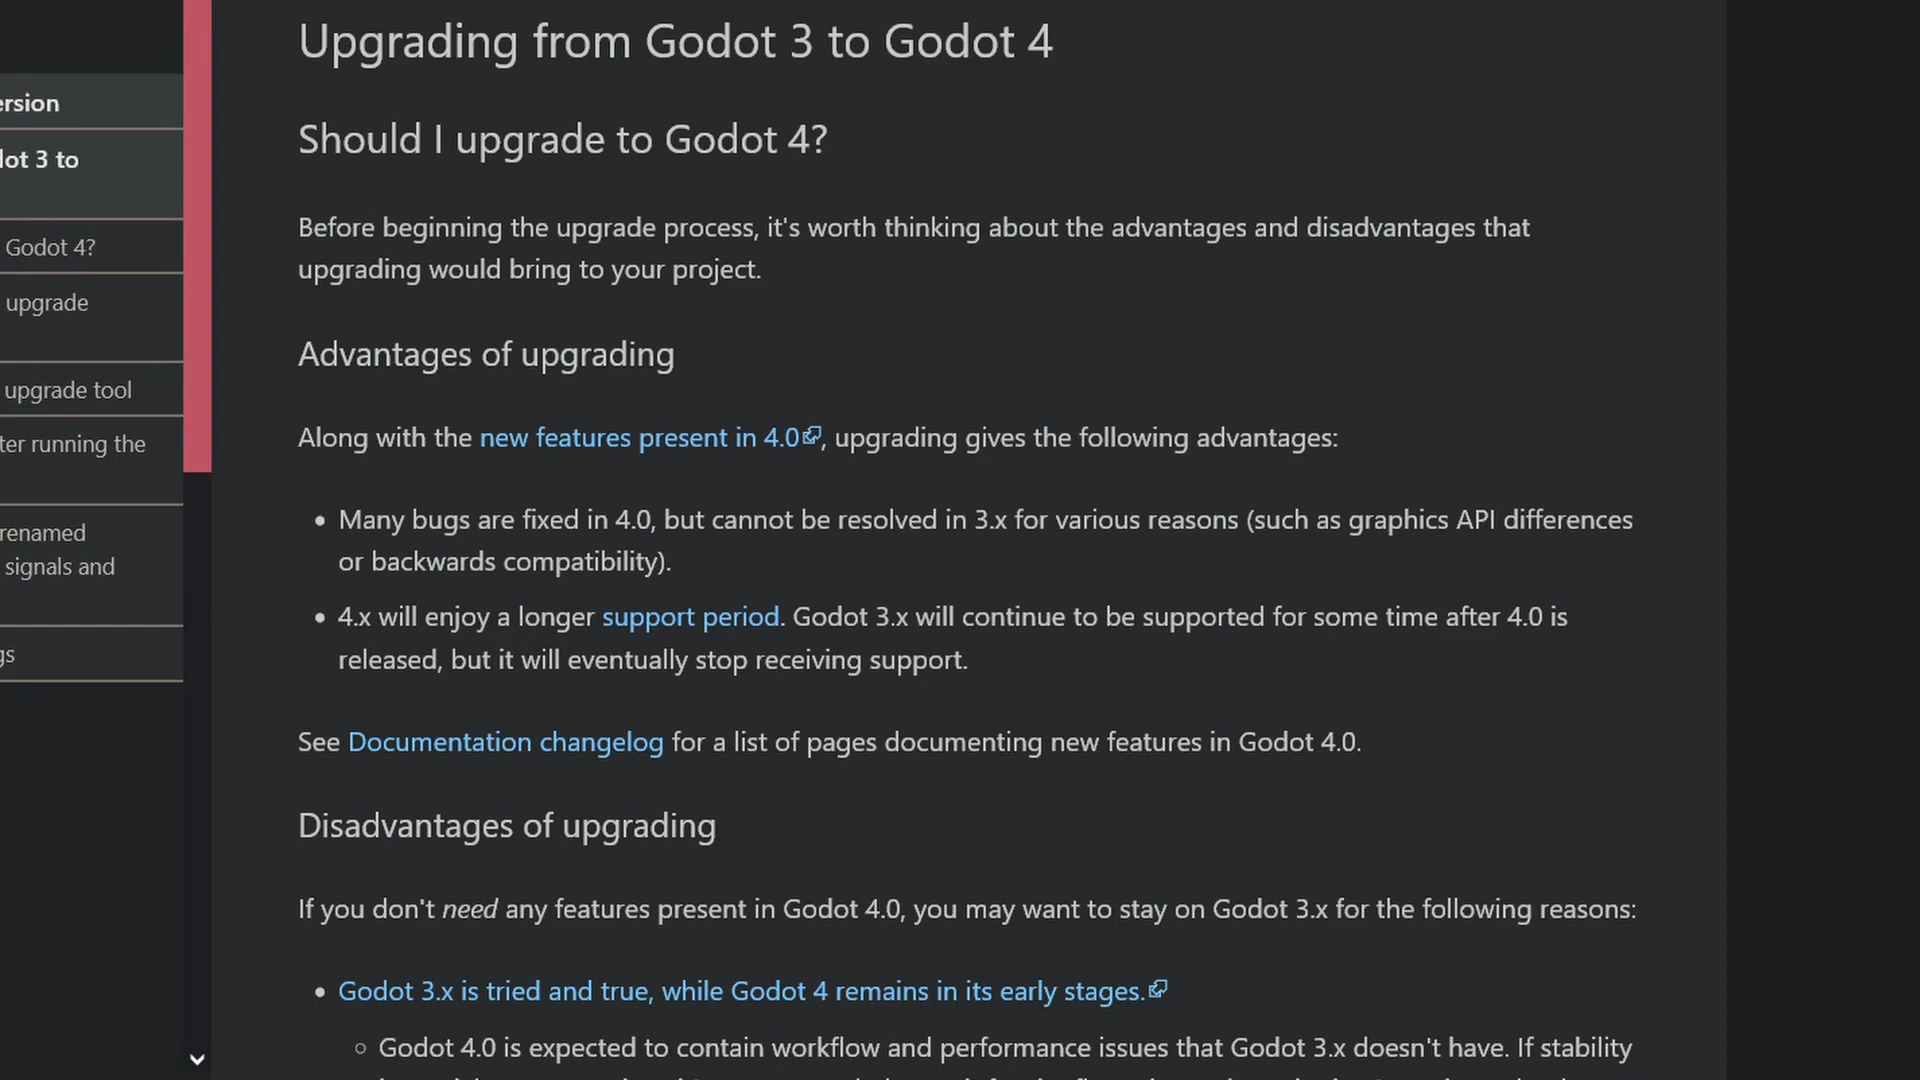 Upgrading from Godot 3 to Godot 4
Should I upgrade to Godot 4?
Before beginning the upgrade process, it's worth thinking about the advantages and disadvantages that
upgrading would bring to your project.
Advantages of upgrading
Along with the new features present in 4.0, upgrading gives the following advantages:
• Many bugs are fixed in 4.0, but cannot be resolved in 3.x for various reasons (such as graphics API differences
or backwards compatibility).
• 4.x will enjoy a longer support period. Godot 3.x will continue to be supported for some time after 4.0 is
released, but it will eventually stop receiving support.
See Documentation changelog for a list of pages documenting new features in Godot 4.0.
Disadvantages of upgrading
If you don't need any features present in Godot 4.0, you may want to stay on Godot 3.x for the following reasons:
• Godot 3.x is tried and true, while Godot 4 remains in its early stages.
○ Godot 4.0 is expected to contain workflow and performance issues that Godot 3.x doesn't have. If stability
ersion
dot 3 to
Godot 4?
upgrade
upgrade tool
ter running the
renamed
signals and
gs